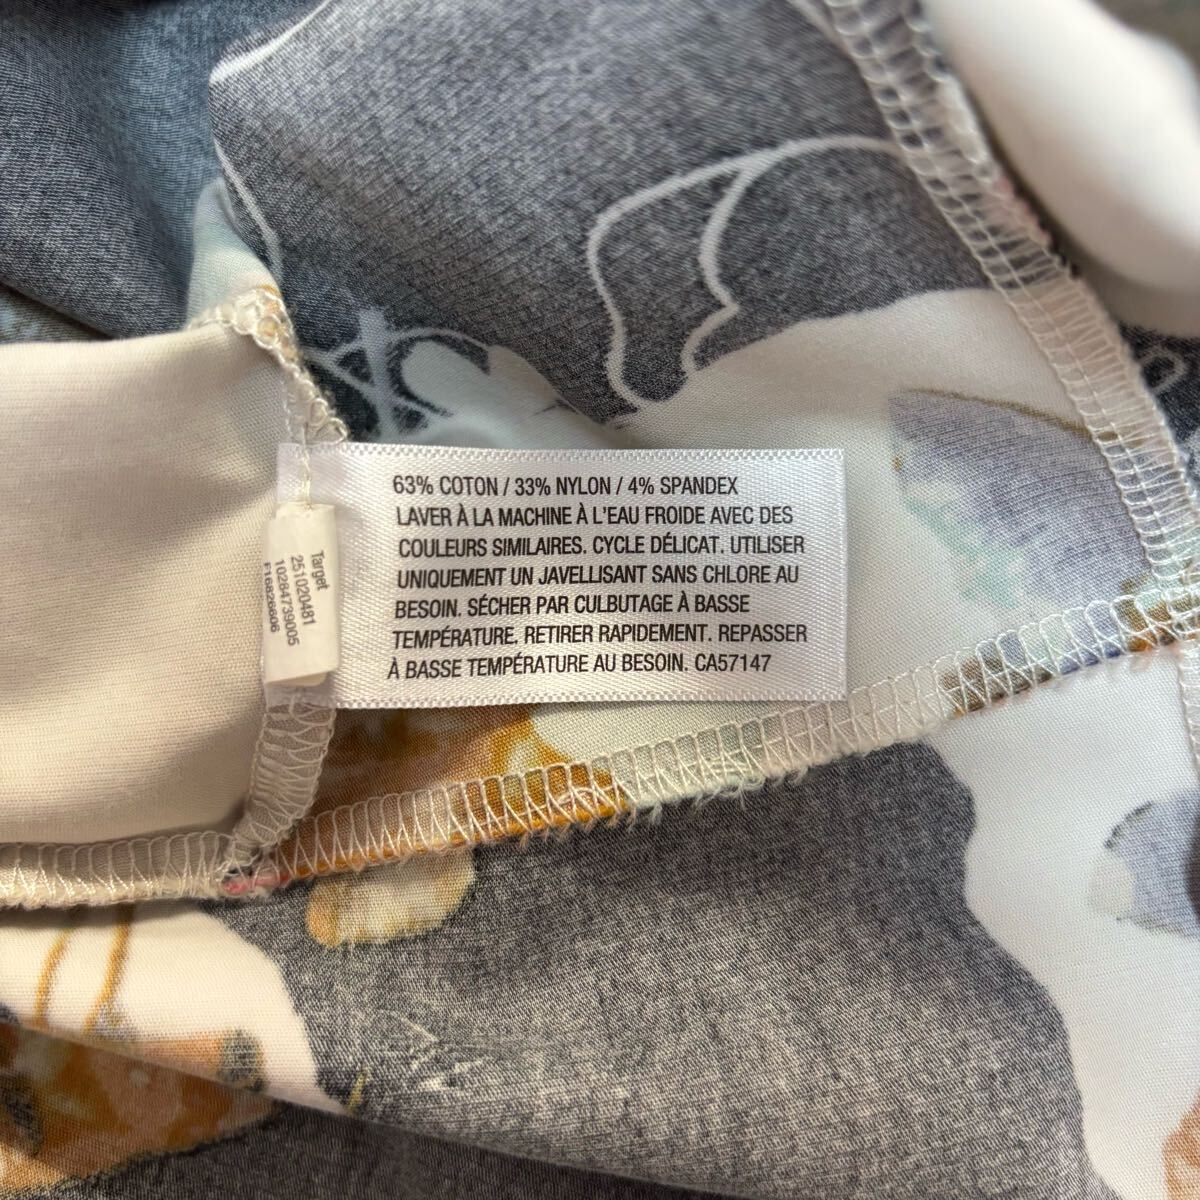 63% COTON / 33% NYLON / 4% SPANDEX
LAVER À LA MACHINE À L'EAU FROIDE AVEC DES
COULEURS SIMILAIRES. CYCLE DÉLICAT. UTILISER
UNIQUEMENT UN JAVELLISANT SANS CHLORE AU
BESOIN. SÉCHER PAR CULBUTAGE À BASSE
TEMPÉRATURE. RETIRER RAPIDEMENT. REPASSER
À BASSE TEMPÉRATURE AU BESOIN. CA57147
Target
251020481
10284739005
F16826606